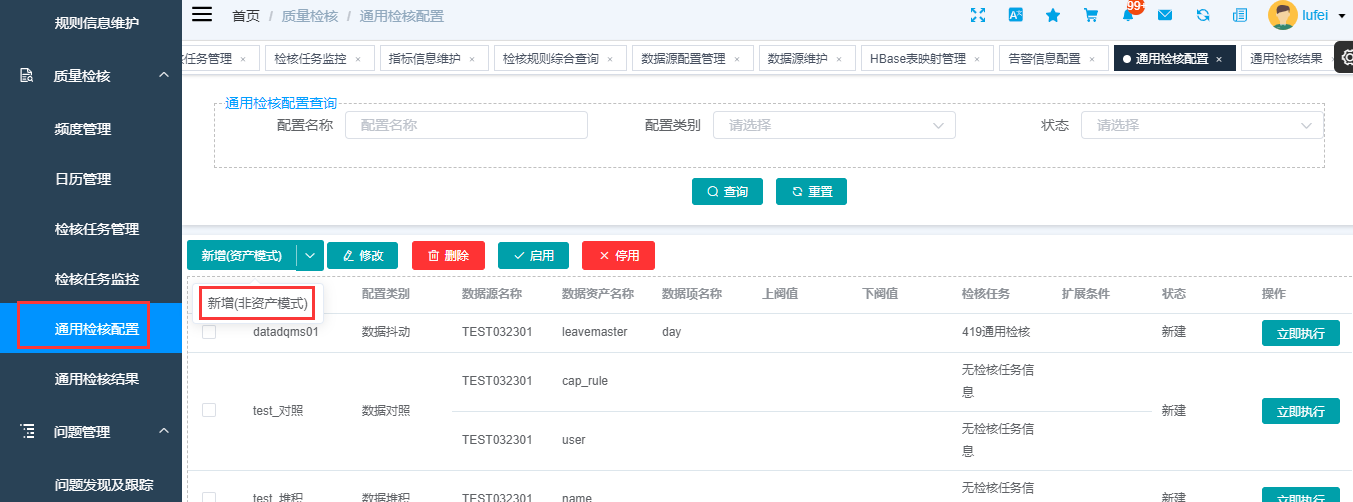 规则信息维护
质量检核
频度管理
日历管理
检核任务管理
检核任务监控
通用检核配置
通用检核结果
问题管理
问题发现及跟踪
首页 / 质量检核 / 通用检核配置
99+
lufei
任务管理 × 检核任务监控 × 指标信息维护 × 检核规则综合查询 × 数据源配置管理 × 数据源维护 × HBase表映射管理 × 告警信息配置 × 通用检核配置 × 通用检核结果
通用检核配置查询
配置名称 配置名称 配置类别 请选择 状态 请选择
查询 重置
新增(资产模式) 修改 删除 启用 停用
新增(非资产模式)
配置类别 数据源名称 数据资产名称 数据项名称 上阀值 下阀值 检核任务 扩展条件 状态 操作
datadqms01 数据抖动 TEST032301 leavemaster day 419通用检核 新建 立即执行
TEST032301 cap_rule 无检核任务信
息
test_对照 数据对照 新建 立即执行
TEST032301 user 无检核任务信
息
test_堆积 数据堆积 TEST032301 name 无检核任务信
新建 立即执行